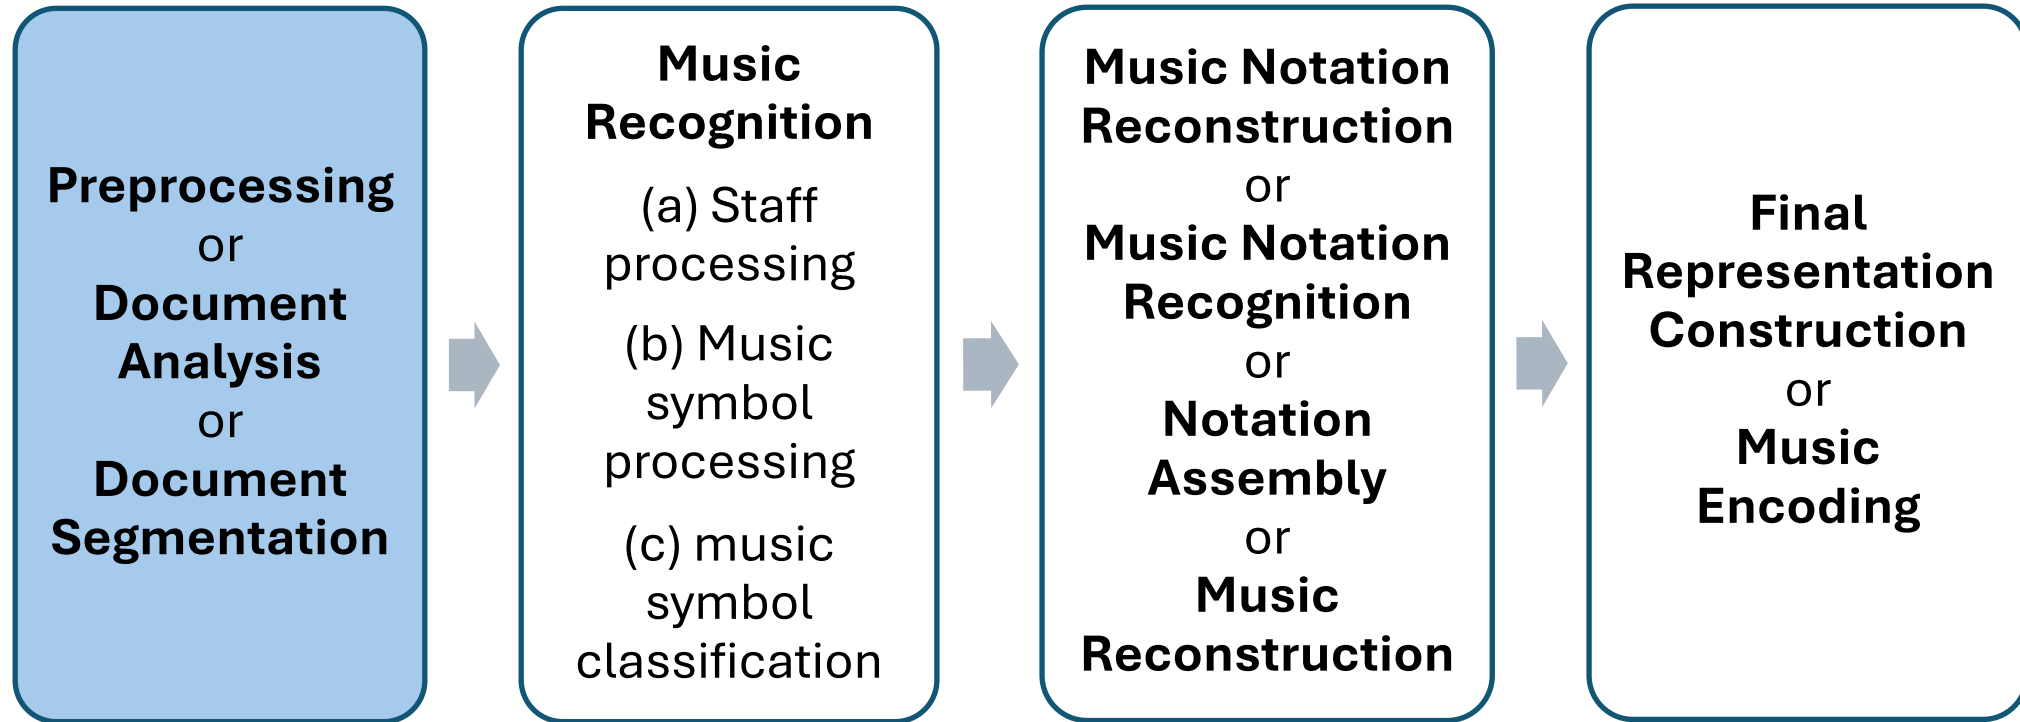 Preprocessing
or
Document
Analysis
or
Document
Segmentation
Music
Recognition
(a) Staff
processing
(b) Music
symbol
processing
(c) music
symbol
classification
Music Notation
Reconstruction
or
Music Notation
Recognition
or
Notation
Assembly
or
Music
Reconstruction
Final
Representation
Construction
or
Music
Encoding